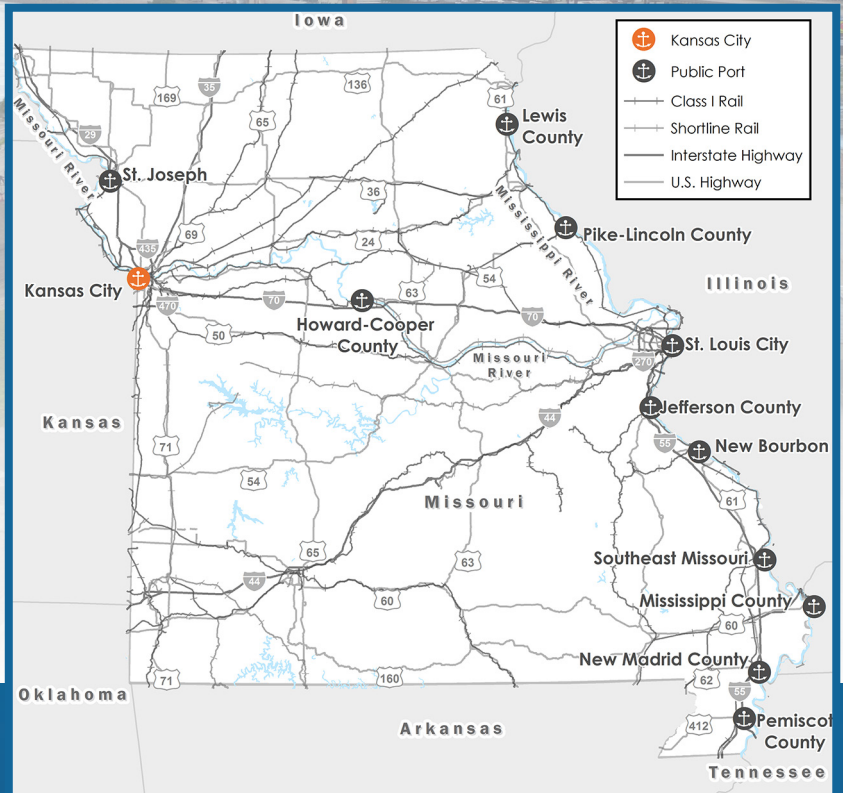 Iowa
Kansas City
Public Port
Class I Rail
Shortline Rail
Interstate Highway
U.S. Highway
35
136
169
61
65
Lewis
County
29
Missouri River
St. Joseph
36
Mississippi River
Pike-Lincoln County
69
24
435
54
Illinois
Kansas City
63
470
70
70
Howard-Cooper
County
50
St. Louis City
Missouri
River
270
Jefferson County
Kansas
44
55
New Bourbon
71
54
Missouri
61
65
63
Southeast Missouri
44
60
Mississippi County
60
New Madrid County
71
160
62
55
Oklahoma
Arkansas
412
Pemiscot
County
Tennessee